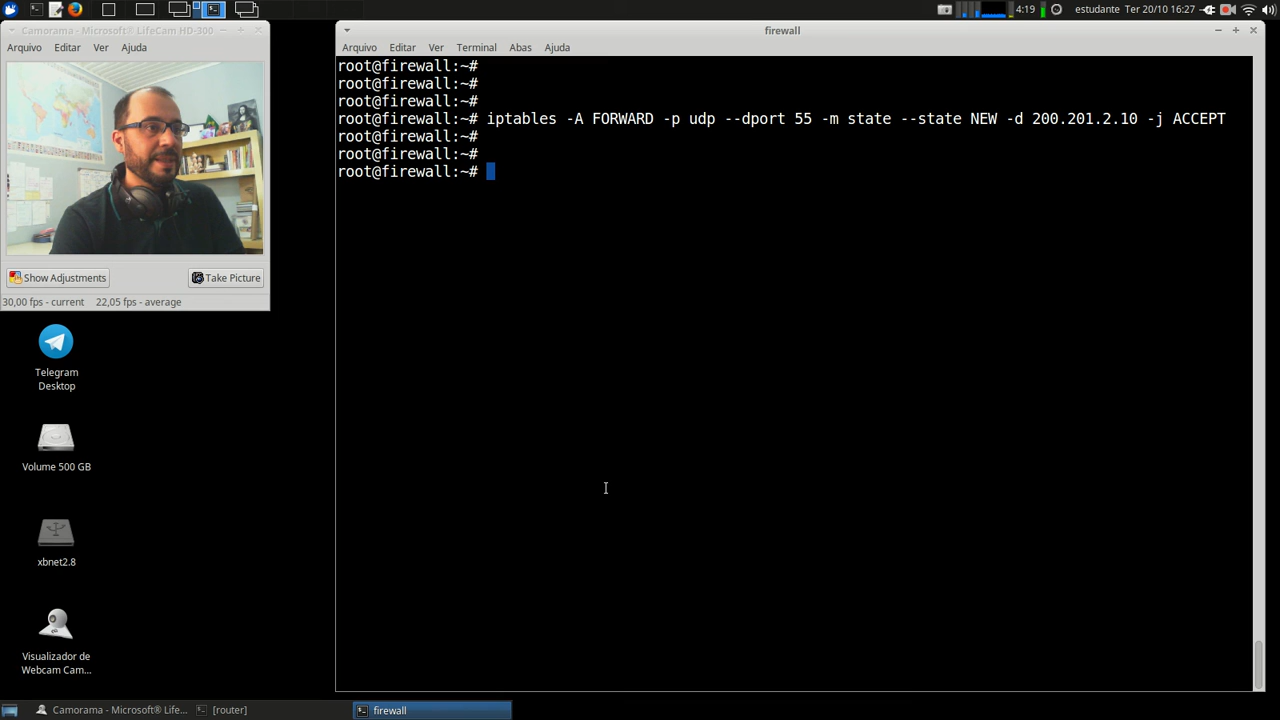 4:19 estudante Ter 20/10 16:27
Camorama - Microsoft® LifeCam HD-300
Arquivo Editar Ver Ajuda
Show Adjustments Take Picture
30,00 fps - current 22,05 fps - average
Telegram
Desktop
Volume 500 GB
xbnet2.8
Visualizador de
Webcam Cam...
firewall
Arquivo Editar Ver Terminal Abas Ajuda
root@firewall:~#
root@firewall:~#
root@firewall:~#
root@firewall:~# iptables -A FORWARD -p udp --dport 55 -m state --state NEW -d 200.201.2.10 -j ACCEPT
root@firewall:~#
root@firewall:~#
root@firewall:~#
Camorama - Microsoft® Life... [router] firewall